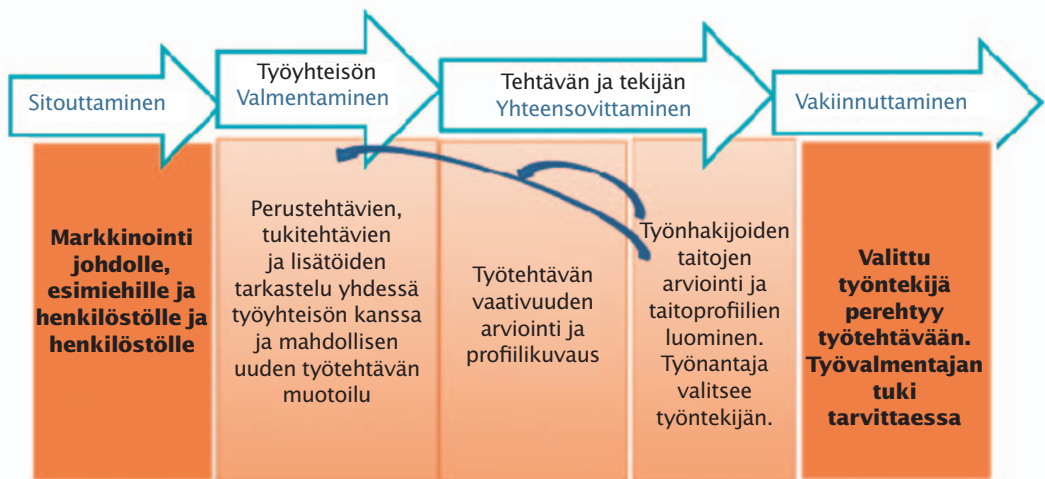 Sitouttaminen
Työyhteisön
Valmentaminen
Tehtävän ja tekijän
Yhteensovittaminen
Vakiinnuttaminen
Markkinointi
johdolle,
esimiehille ja
henkilöstölle ja
henkilöstölle
Perustehtävien,
tukitehtävien
ja lisätöiden
tarkastelu yhdessä
työyhteisön kanssa
ja mahdollisen
uuden työtehtävän
muotoilu
Työtehtävän
vaativuuden
arviointi ja
profiilikuvaus
Työnhakijoiden
taitojen
arviointi ja
taitoprofiilien
luominen.
Työnantaja
valitsee
työntekijän.
Valittu
työntekijä
perehtyy
työtehtävään.
Työvalmentajan
tuki
tarvittaessa